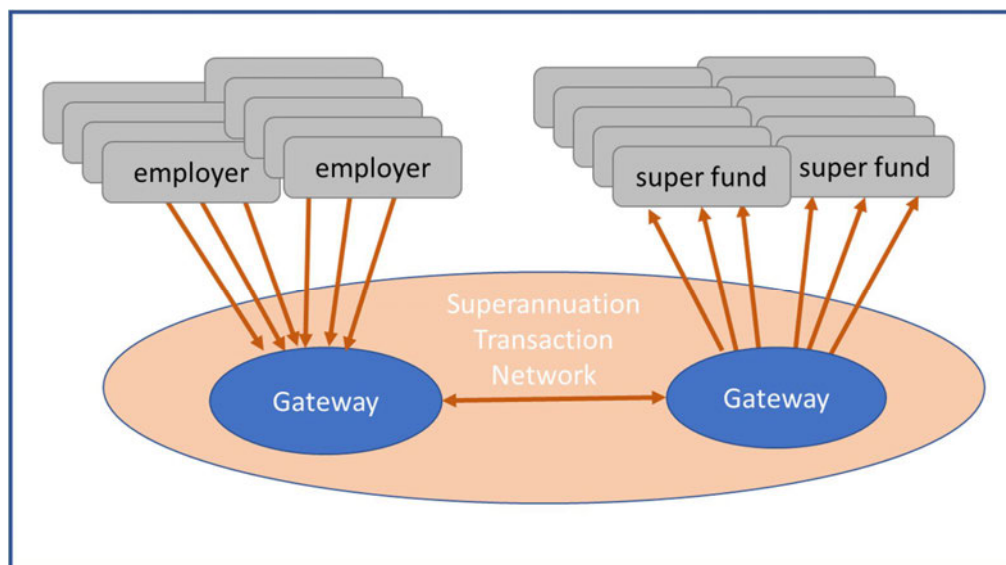 employer
employer
super fund
super fund
Superannuation
Transaction
Network
Gateway
Gateway